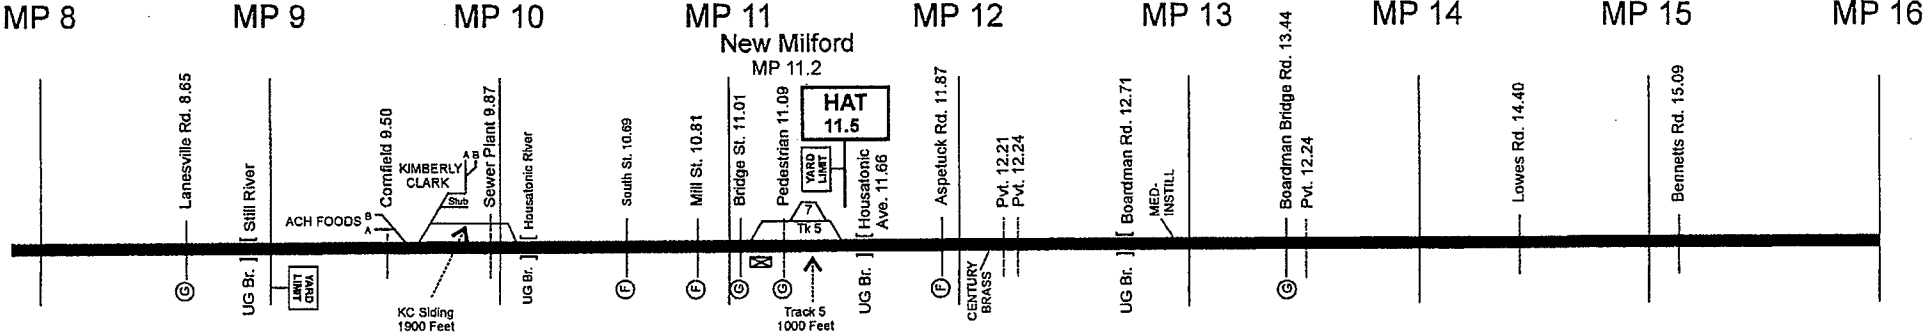 MP 8
MP 9
MP 10
MP 11
MP 12
MP 13
MP 14
MP 15
MP 16
New Milford
MP 11.2
HAT
11.5
YARD
LIMIT
Lanesville Rd. 8.65
UG Br. ] [ Still River
YARD
LIMIT
ACH FOODS
B
A
Cornfield 9.50
KIMBERLY
CLARK
A B
Stub
Sewer Plant 9.87
UG Br. ] [ Housatonic River
KC Siding
1900 Feet
South St. 10.69
Mill St. 10.81
Bridge St. 11.01
Pedestrian 11.09
7
Tk 5
Track 5
1000 Feet
UG Br. ] [ Housatonic
Ave. 11.66
Aspetuck Rd. 11.87
CENTURY
BRASS
Pvt. 12.21
Pvt. 12.24
UG Br. ] [ Boardman Rd. 12.71
MED-
INSTILL
Boardman Bridge Rd. 13.44
Pvt. 12.24
Lowes Rd. 14.40
Bennetts Rd. 15.09
G
F
F
G
G
F
G